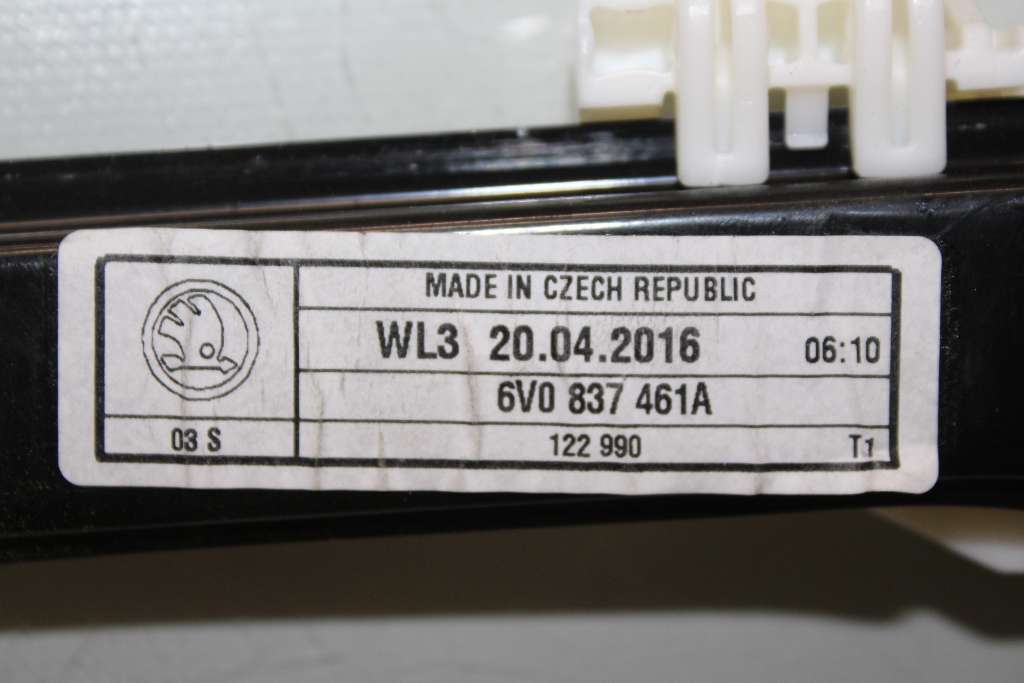 MADE IN CZECH REPUBLIC
WL3 20.04.2016 06:10
6V0 837 461A
03 S 122 990 T1